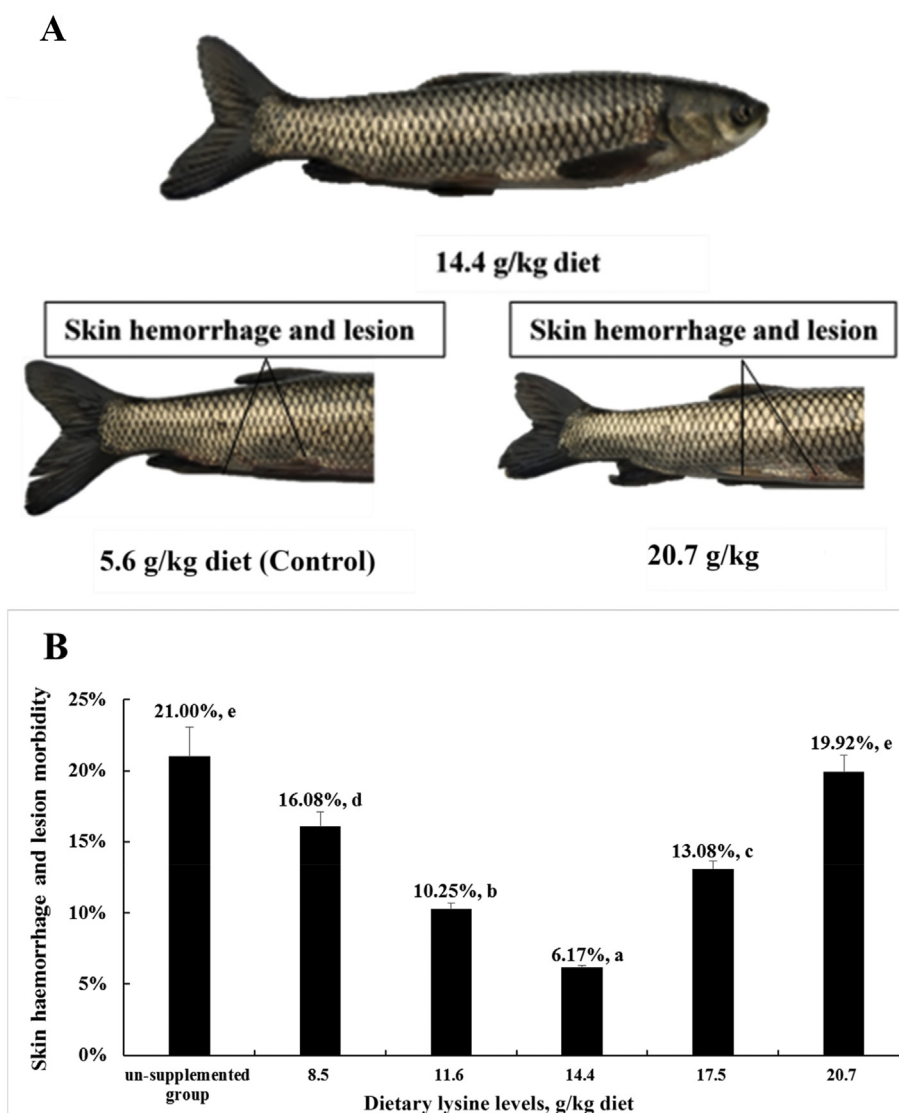 A
14.4 g/kg diet
Skin hemorrhage and lesion
Skin hemorrhage and lesion
5.6 g/kg diet (Control)
20.7 g/kg
B
Skin haemorrhage and lesion morbidity
25%
20%
15%
10%
5%
0%
21.00%, e
16.08%, d
10.25%, b
6.17%, a
13.08%, c
19.92%, e
un-supplemented
group
8.5
11.6
14.4
17.5
20.7
Dietary lysine levels, g/kg diet